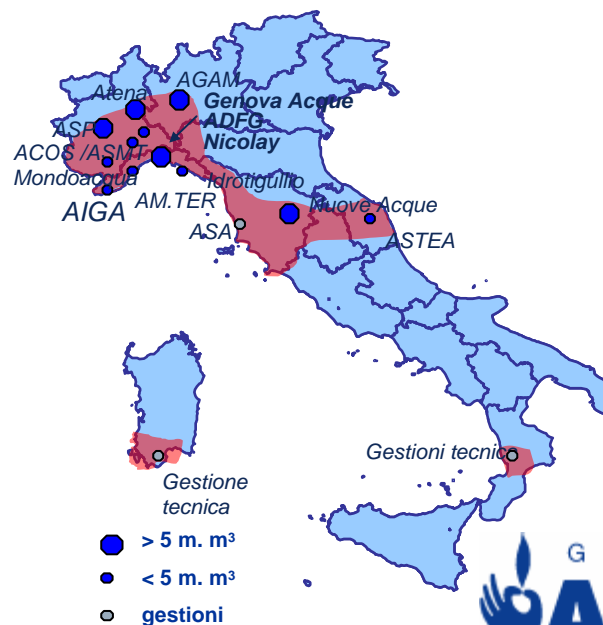 AGAM
Atena
Genova Acque
ADFG
Nicolay
ASP
ACOS /ASMT
Mondoacqua
Idrotigullio
AIGA
AM.TER
Nuove Acque
ASA
ASTEA
Gestioni tecnice
Gestione
tecnica
> 5 m. m³
< 5 m. m³
gestioni
G
A